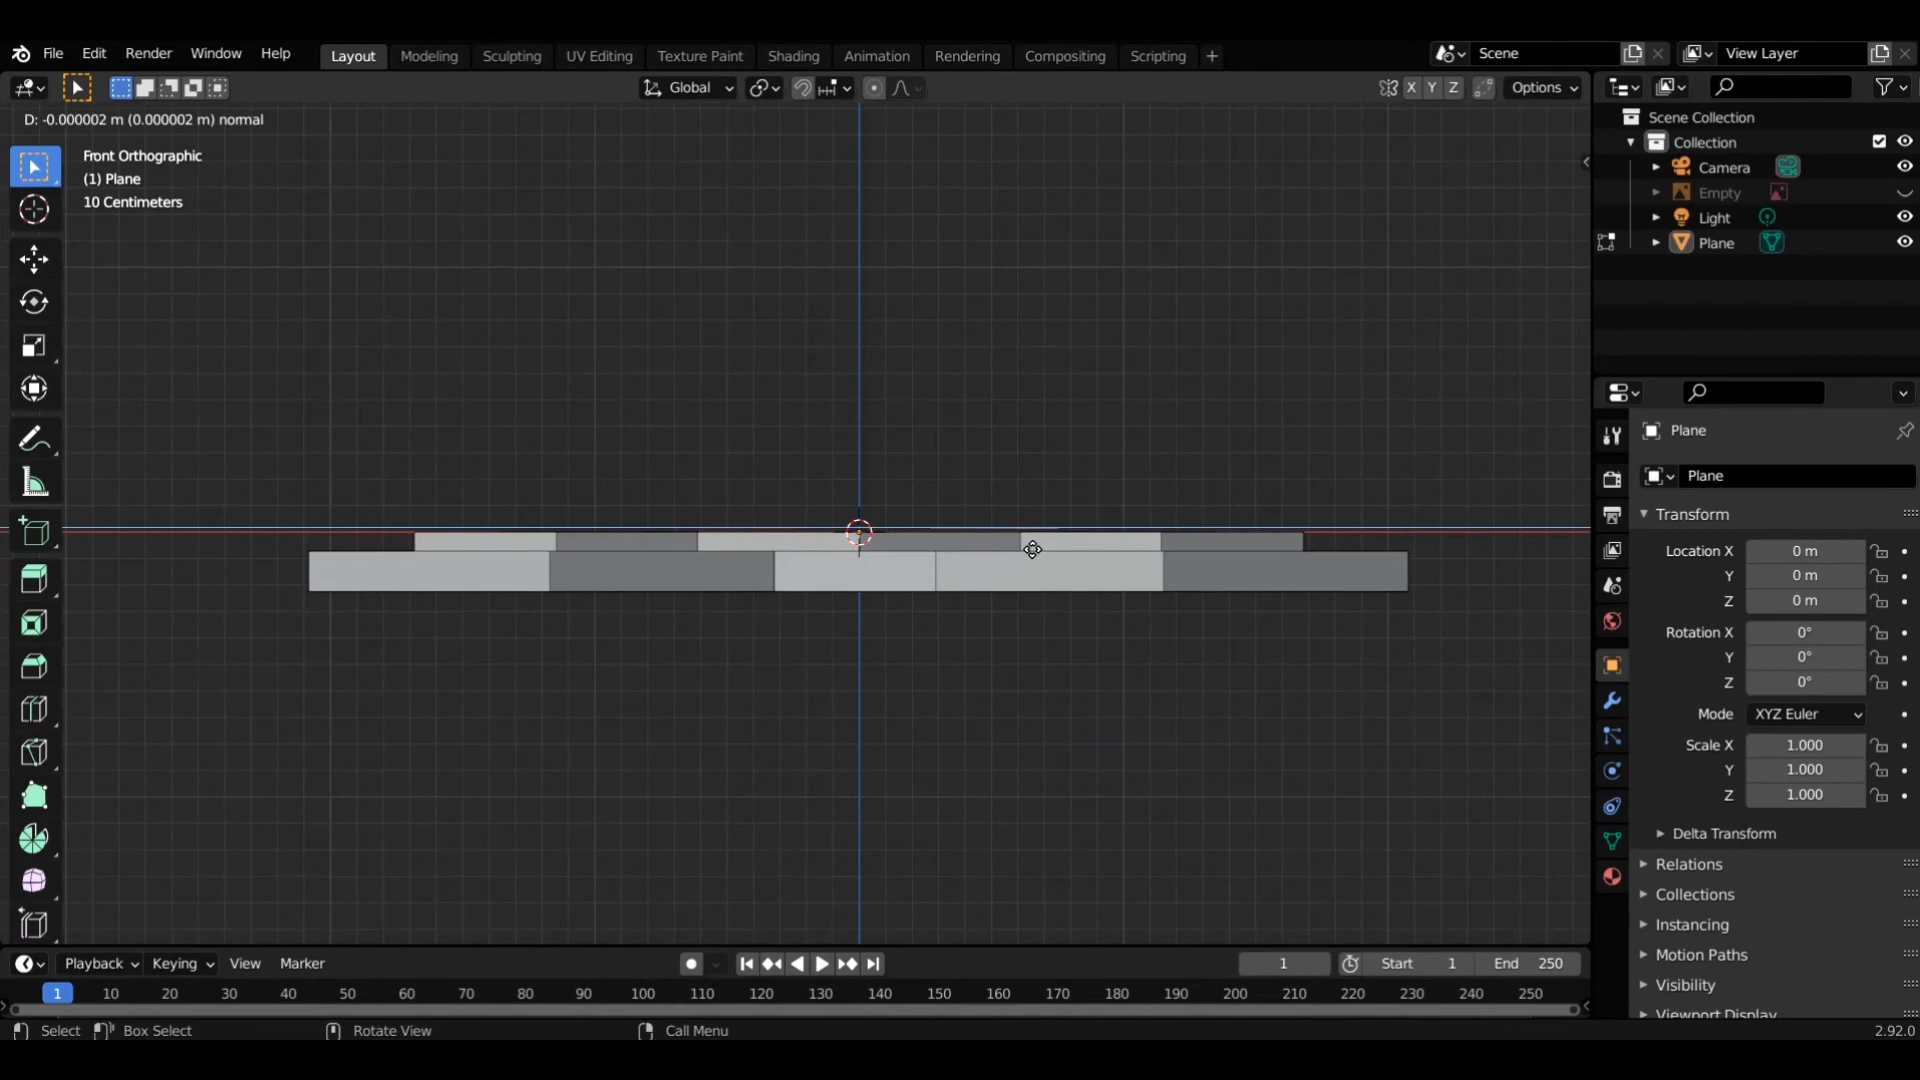 File Edit Render Window Help Layout Modeling Sculpting UV Editing Texture Paint Shading Animation Rendering Compositing Scripting + Scene View Layer
Global X Y Z Options
D: -0.000002 m (0.000002 m) normal
Front Orthographic
(1) Plane
10 Centimeters
Scene Collection
Collection
Camera
Empty
Light
Plane
Plane
Plane
Transform
Location X 0 m
Y 0 m
Z 0 m
Rotation X 0°
Y 0°
Z 0°
Mode XYZ Euler
Scale X 1.000
Y 1.000
Z 1.000
Delta Transform
Relations
Collections
Instancing
Motion Paths
Visibility
Viewport Display
Playback Keying View Marker 1 Start 1 End 250
1 10 20 30 40 50 60 70 80 90 100 110 120 130 140 150 160 170 180 190 200 210 220 230 240 250
Select Box Select Rotate View Call Menu 2.92.0